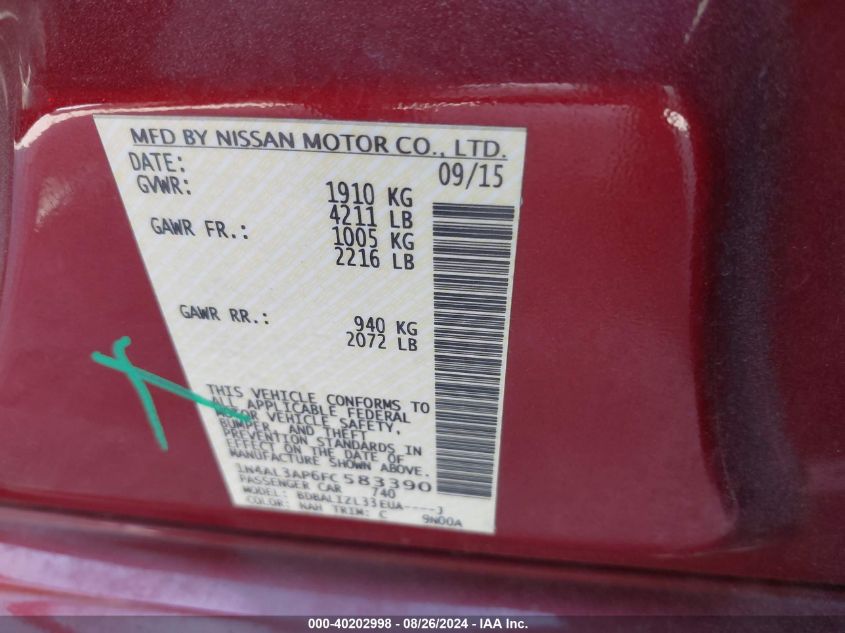 MFD BY NISSAN MOTOR CO., LTD.
DATE: 09/15
GVWR: 1910 KG
4211 LB
GAWR FR.: 1005 KG
2216 LB
GAWR RR.: 940 KG
2072 LB
THIS VEHICLE CONFORMS TO
ALL APPLICABLE FEDERAL
MOTOR VEHICLE SAFETY,
BUMPER, AND THEFT
PREVENTION STANDARDS IN
EFFECT ON THE DATE OF
MANUFACTURE SHOWN ABOVE.
1N4AL3AP6FC583390
PASSENGER CAR 740
MODEL: BDBALIZL33EUA----J
COLOR: NAH TRIM: C 9N00A
000-40202998 - 08/26/2024 - IAA Inc.